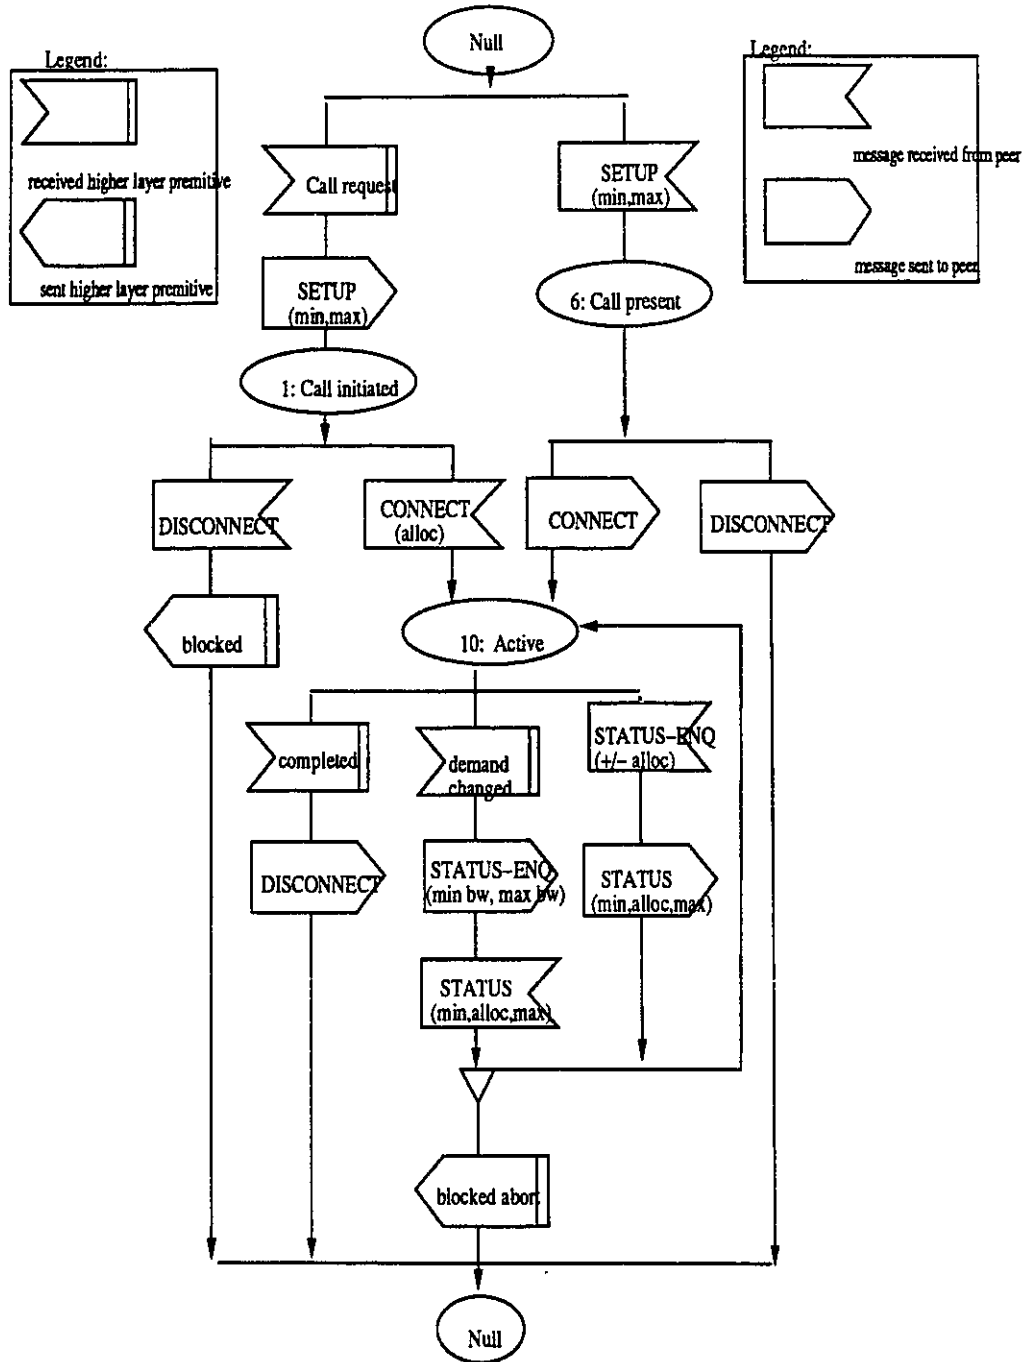 Null
Legend:
received higher layer premitive
sent higher layer premitive
Legend:
message received from peer
message sent to peer
Call request
SETUP
(min,max)
SETUP
(min,max)
6: Call present
1: Call initiated
DISCONNECT
CONNECT
(alloc)
CONNECT
DISCONNECT
blocked
10: Active
completed
demand
changed
STATUS-ENQ
(+/- alloc)
DISCONNECT
STATUS-ENQ
(min bw, max bw)
STATUS
(min,alloc,max)
STATUS
(min,alloc,max)
blocked abort
Null